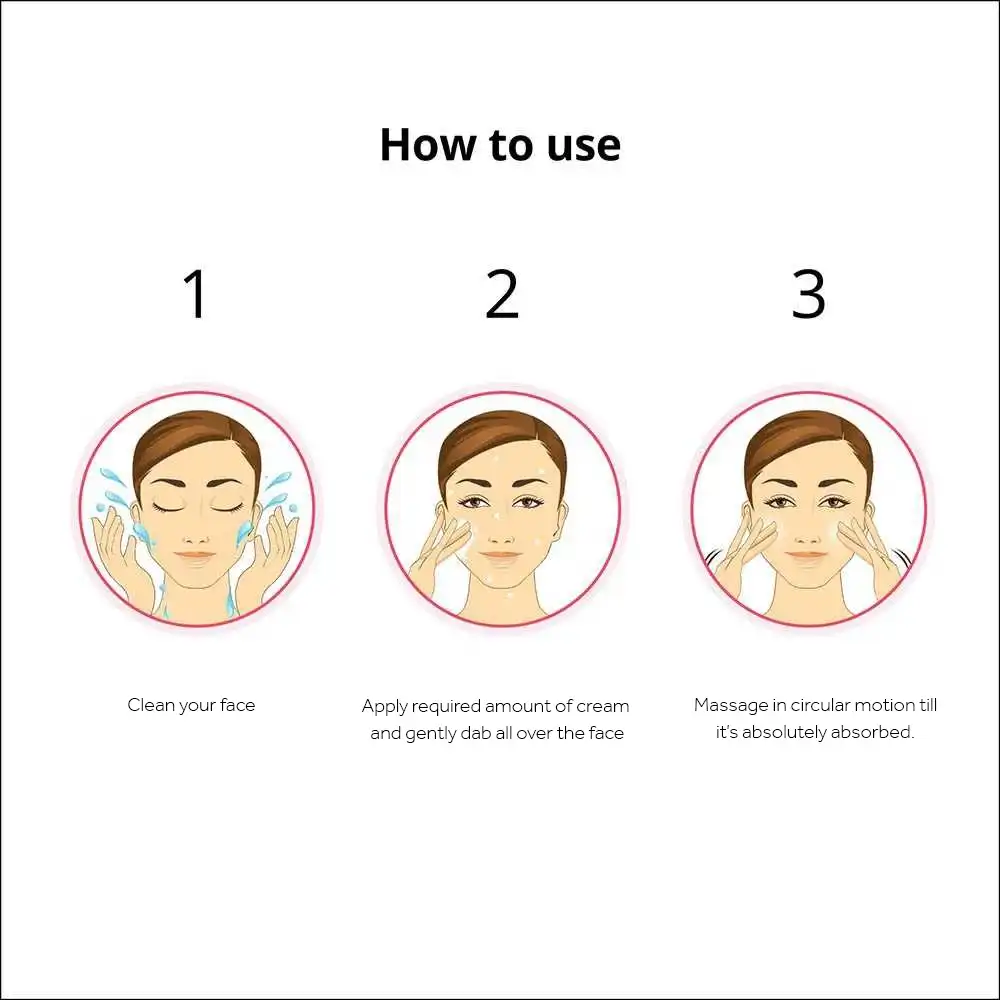 How to use
1
2
3
Clean your face
Apply required amount of cream
and gently dab all over the face
Massage in circular motion till
it's absolutely absorbed.